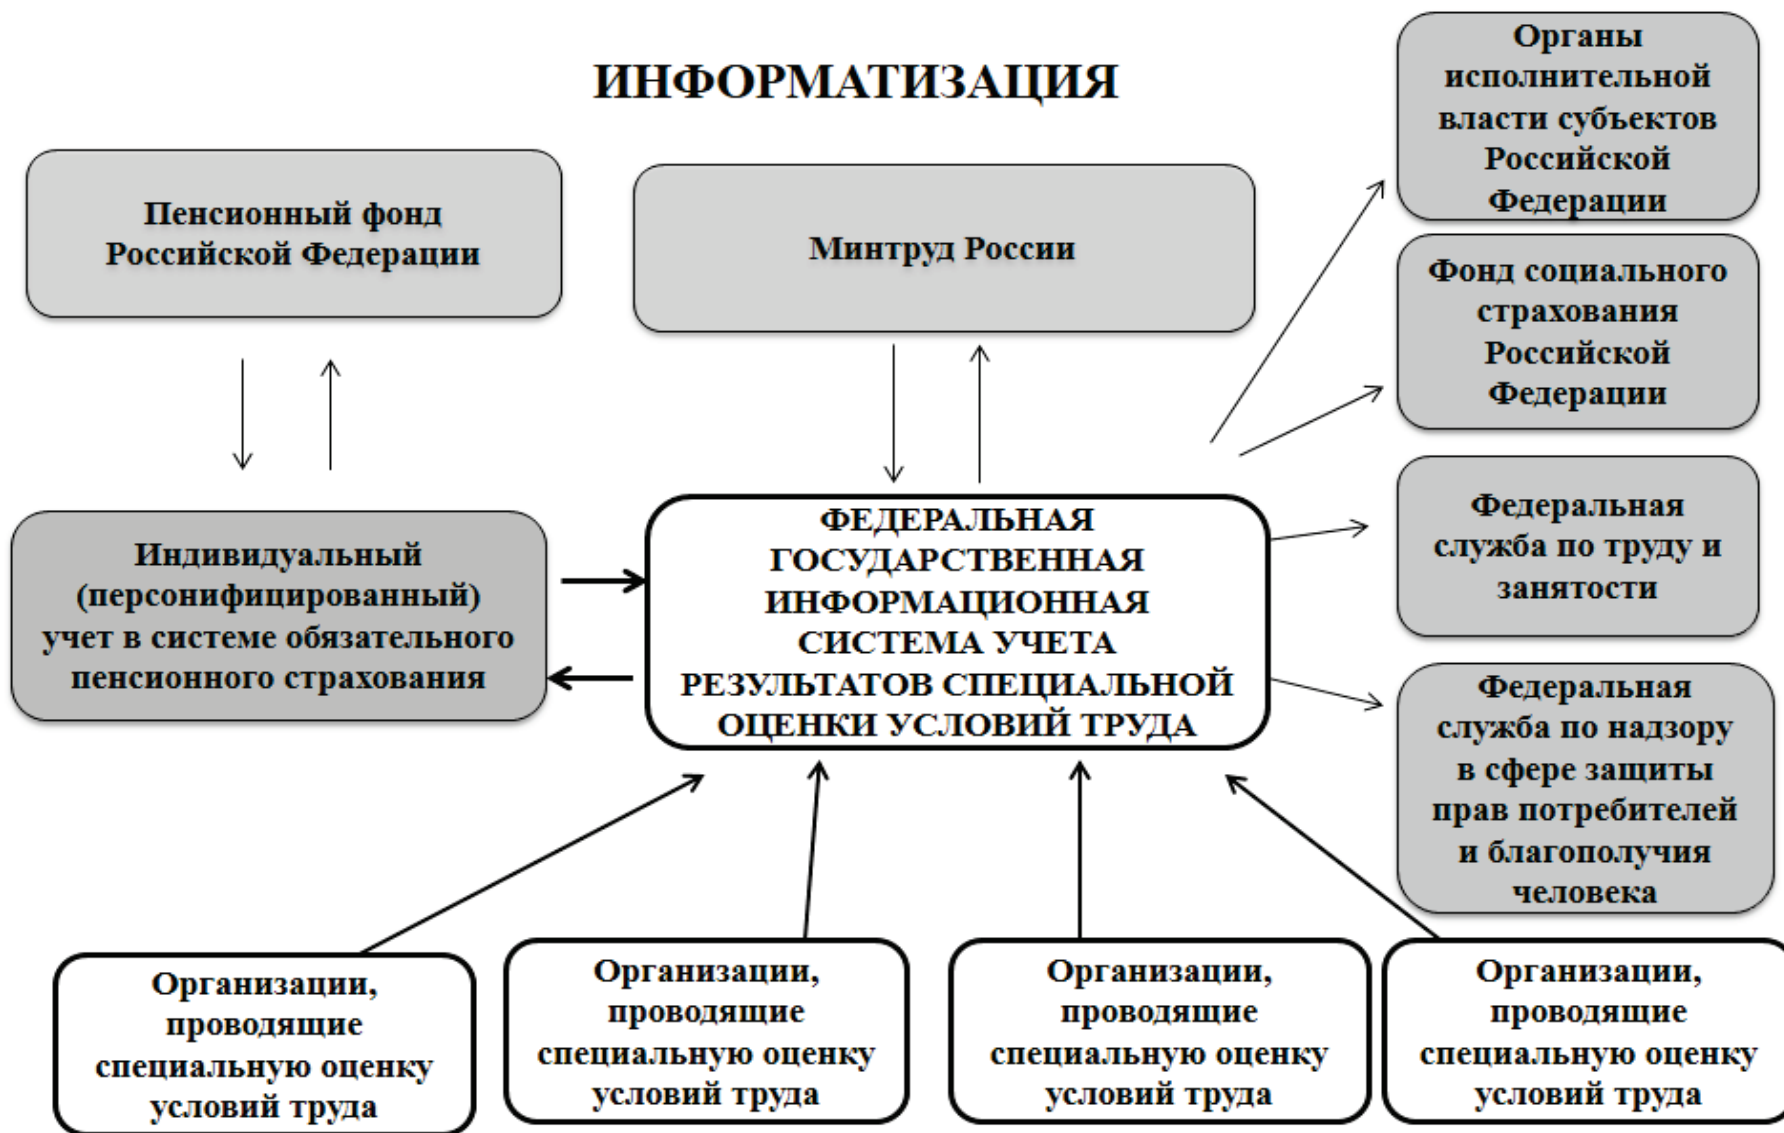 ИНФОРМАТИЗАЦИЯ
Пенсионный фонд
Российской Федерации
Минтруд России
Органы
исполнительной
власти субъектов
Российской
Федерации
Фонд социального
страхования
Российской
Федерации
Индивидуальный
(персонифицированный)
учет в системе обязательного
пенсионного страхования
ФЕДЕРАЛЬНАЯ
ГОСУДАРСТВЕННАЯ
ИНФОРМАЦИОННАЯ
СИСТЕМА УЧЕТА
РЕЗУЛЬТАТОВ СПЕЦИАЛЬНОЙ
ОЦЕНКИ УСЛОВИЙ ТРУДА
Федеральная
служба по труду и
занятости
Федеральная
служба по надзору
в сфере защиты
прав потребителей
и благополучия
человека
Организации,
проводящие
специальную оценку
условий труда
Организации,
проводящие
специальную оценку
условий труда
Организации,
проводящие
специальную оценку
условий труда
Организации,
проводящие
специальную оценку
условий труда